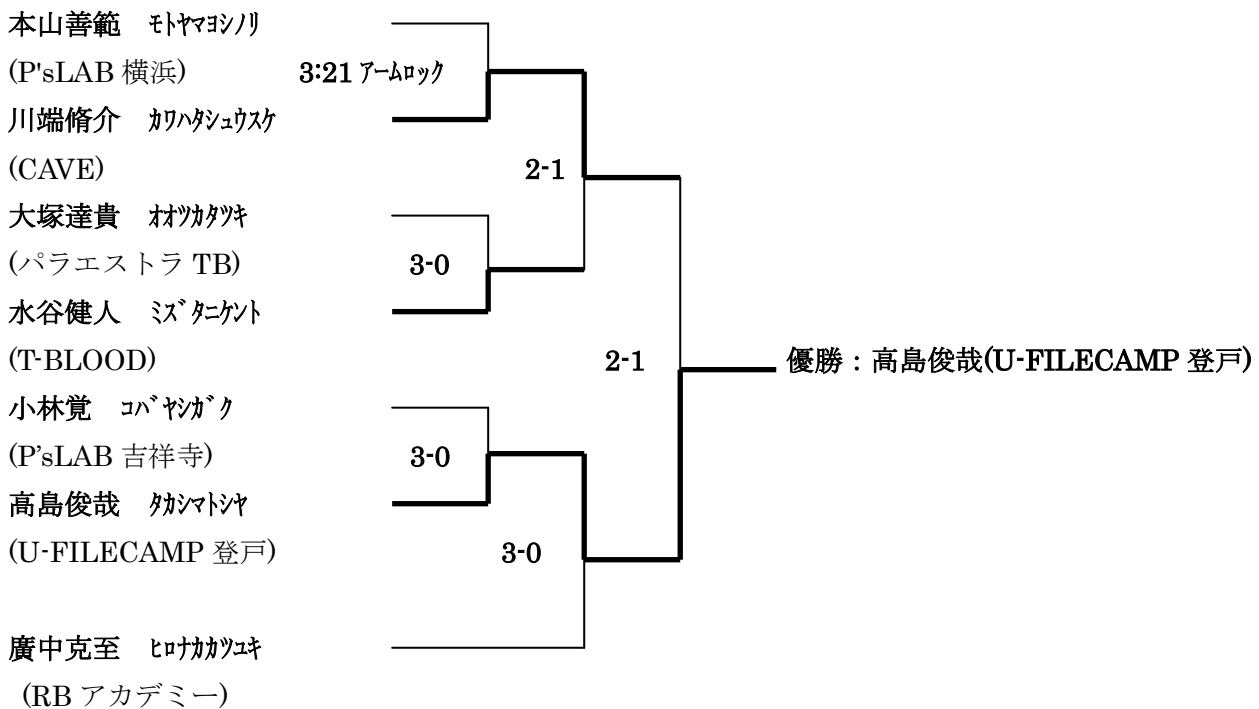 本山善範　ﾓﾄﾔﾏﾖｼﾉﾘ
(P'sLAB 横浜)
3:21 ｱｰﾑﾛｯｸ
川端脩介　ｶﾜﾊﾀｼｭｳｽｹ
(CAVE)
2-1
大塚達貴　ｵｵﾂｶﾀﾂｷ
(パラエストラ TB)
3-0
水谷健人　ﾐｽﾞﾀﾆｹﾝﾄ
(T-BLOOD)
2-1
優勝：高島俊哉(U-FILECAMP 登戸)
小林覚　ｺﾊﾞﾔｼｶﾞｸ
(P’sLAB 吉祥寺)
3-0
高島俊哉　ﾀｶｼﾏﾄｼﾔ
(U-FILECAMP 登戸)
3-0
廣中克至　ﾋﾛﾅｶｶﾂﾕｷ
(RB アカデミー)